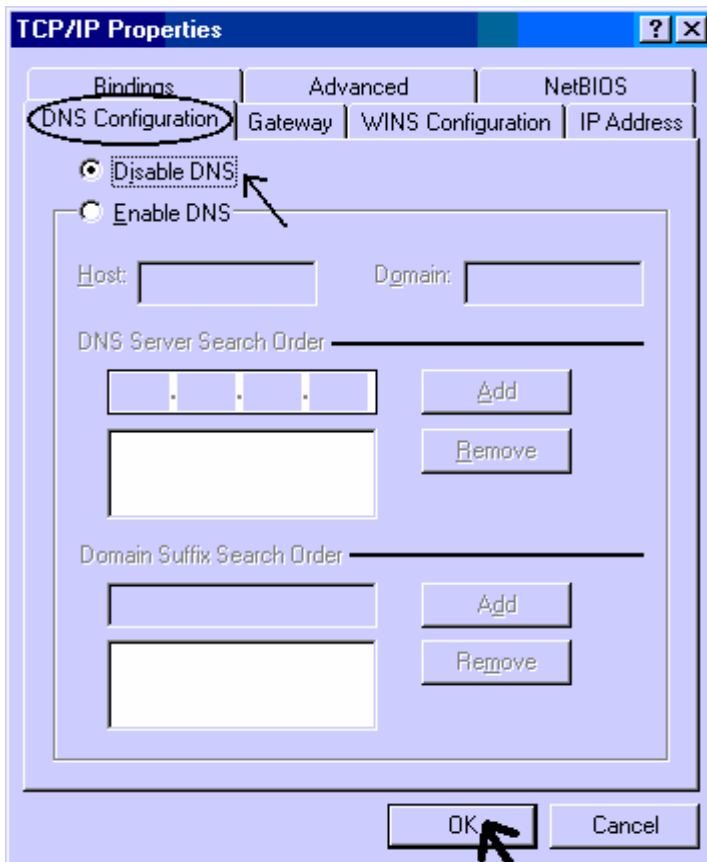 TCP/IP Properties
? X
Bindings Advanced NetBIOS
DNS Configuration Gateway WINS Configuration IP Address
Disable DNS
Enable DNS
Host: Domain:
DNS Server Search Order
. . . Add
Remove
Domain Suffix Search Order
Add
Remove
OK Cancel